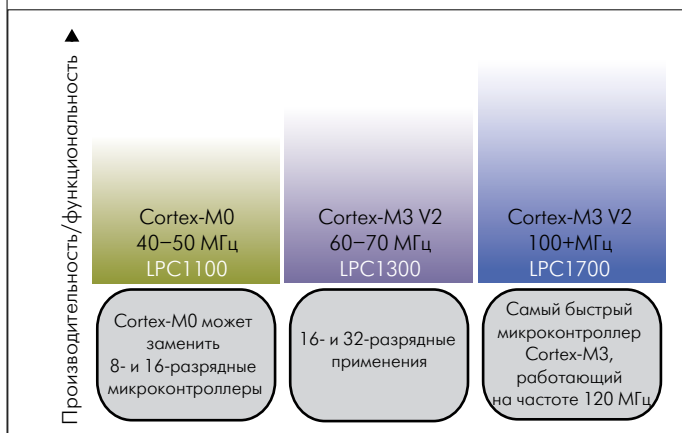 Производительность/функциональность
Cortex-M0
40–50 МГц
LPC1100
Cortex-M3 V2
60–70 МГц
LPC1300
Cortex-M3 V2
100+МГц
LPC1700
Cortex-M0 может
заменить
8- и 16-разрядные
микроконтроллеры
16- и 32-разрядные
применения
Самый быстрый
микроконтроллер
Cortex-M3,
работающий
на частоте 120 МГц